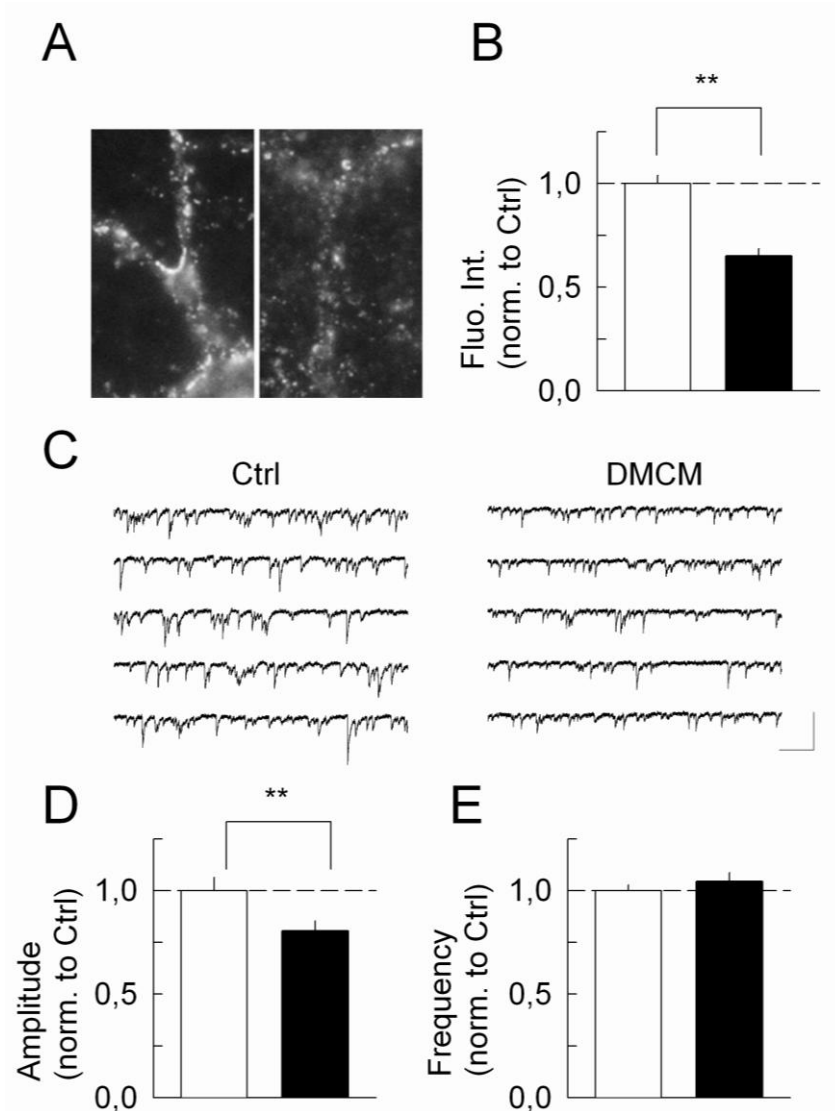 A
B
**
Fluo. Int.
(norm. to Ctrl)
1,0
0,5
0,0
C
Ctrl
DMCM
D
**
Amplitude
(norm. to Ctrl)
1,0
0,5
0,0
E
Frequency
(norm. to Ctrl)
1,0
0,5
0,0